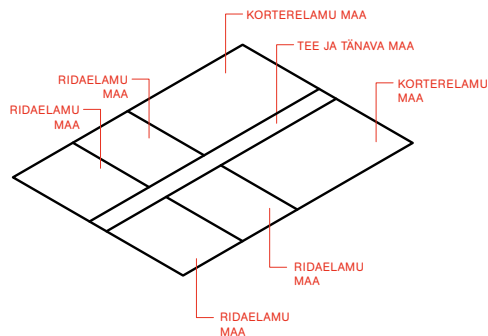 KORTERELAMU MAA
TEE JA TÄNAVA MAA
RIDAELAMU
MAA
KORTERELAMU
MAA
RIDAELAMU
MAA
RIDAELAMU
MAA
RIDAELAMU
MAA